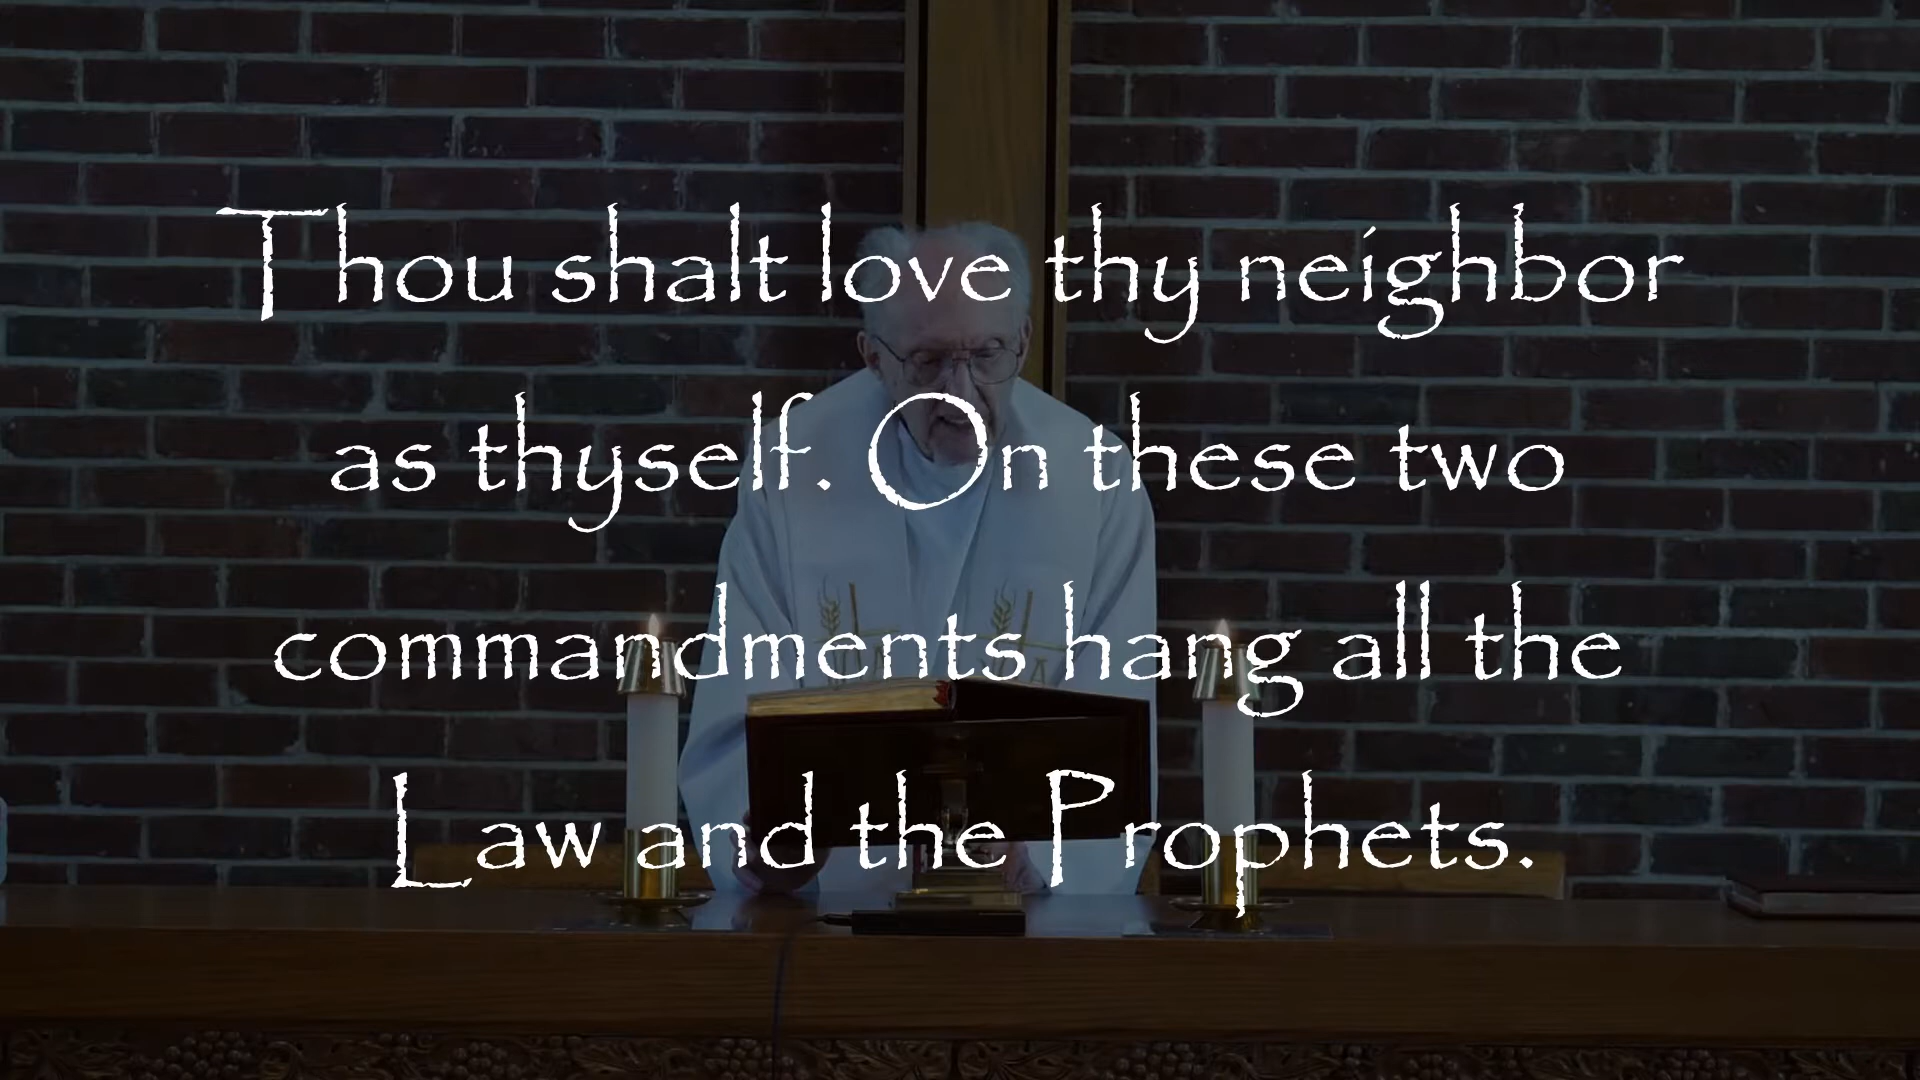 Thou shalt love thy neighbor
as thyself. On these two
commandments hang all the
Law and the Prophets.